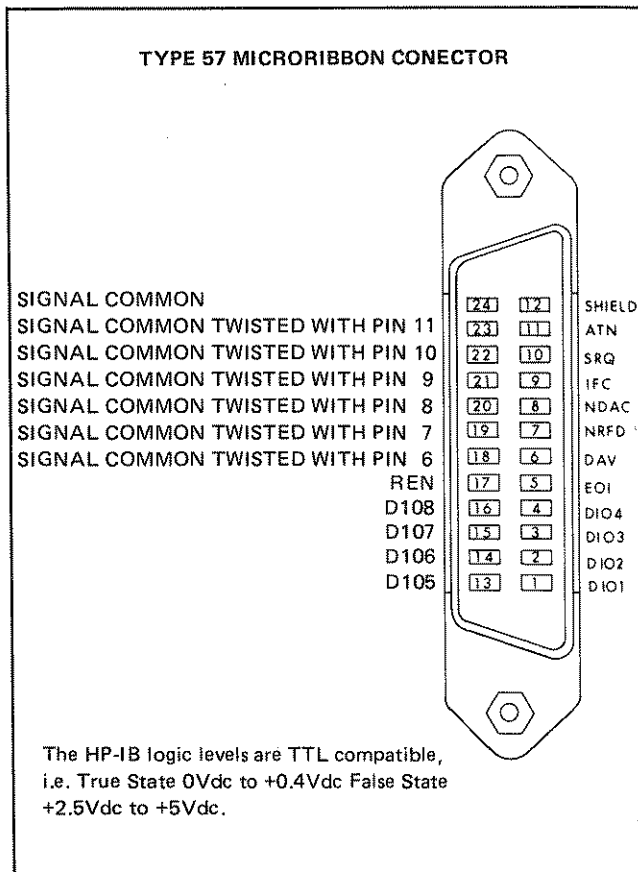 TYPE 57 MICRORIBBON CONECTOR
SIGNAL COMMON 24 12 SHIELD
SIGNAL COMMON TWISTED WITH PIN 11 23 11 ATN
SIGNAL COMMON TWISTED WITH PIN 10 22 10 SRQ
SIGNAL COMMON TWISTED WITH PIN 9 21 9 IFC
SIGNAL COMMON TWISTED WITH PIN 8 20 8 NDAC
SIGNAL COMMON TWISTED WITH PIN 7 19 7 NRFD
SIGNAL COMMON TWISTED WITH PIN 6 18 6 DAV
REN 17 5 EOI
D108 16 4 DIO4
D107 15 3 DIO3
D106 14 2 DIO2
D105 13 1 DIO1
The HP-IB logic levels are TTL compatible,
i.e. True State 0Vdc to +0.4Vdc False State
+2.5Vdc to +5Vdc.